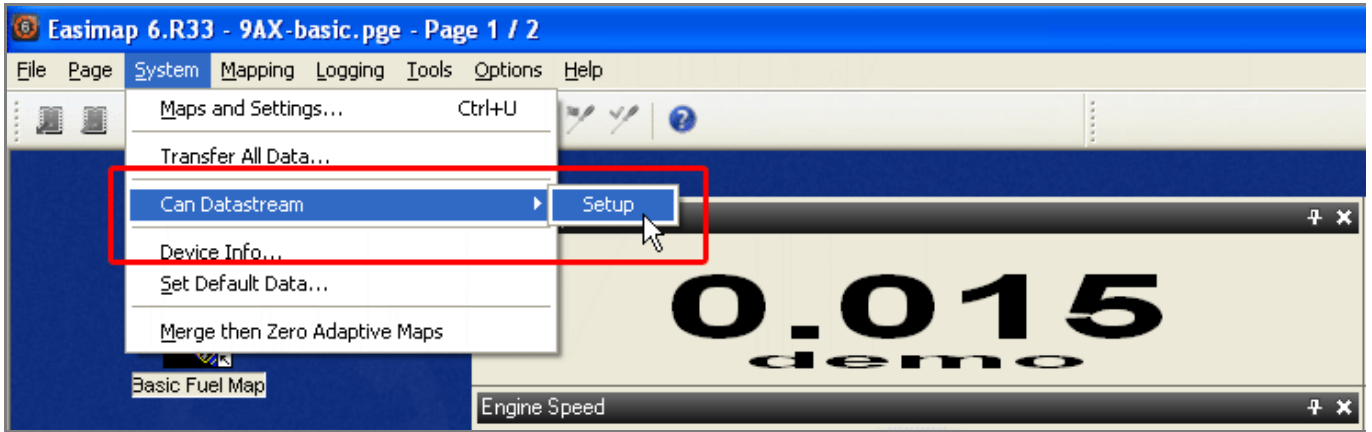 Easimap 6.R33 - 9AX-basic.pge - Page 1 / 2
File Page System Mapping Logging Tools Options Help
Maps and Settings... Ctrl+U
Transfer All Data...
Can Datastream Setup
Device Info...
Set Default Data...
Merge then Zero Adaptive Maps
0.015
demo
Basic Fuel Map
Engine Speed